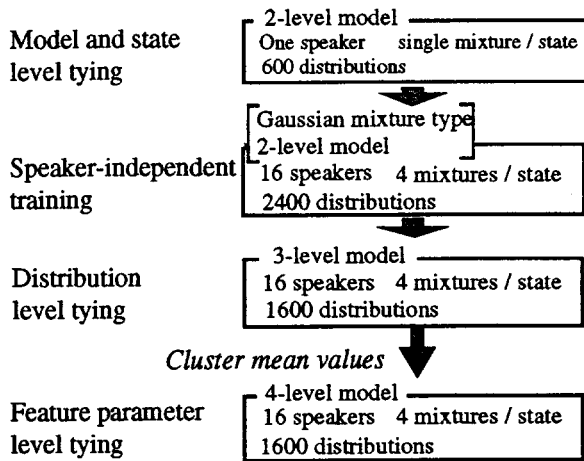 2-level model
Model and state
level tying
One speaker single mixture / state
600 distributions
Gaussian mixture type
2-level model
Speaker-independent
training
16 speakers 4 mixtures / state
2400 distributions
3-level model
Distribution
level tying
16 speakers 4 mixtures / state
1600 distributions
Cluster mean values
4-level model
Feature parameter
level tying
16 speakers 4 mixtures / state
1600 distributions